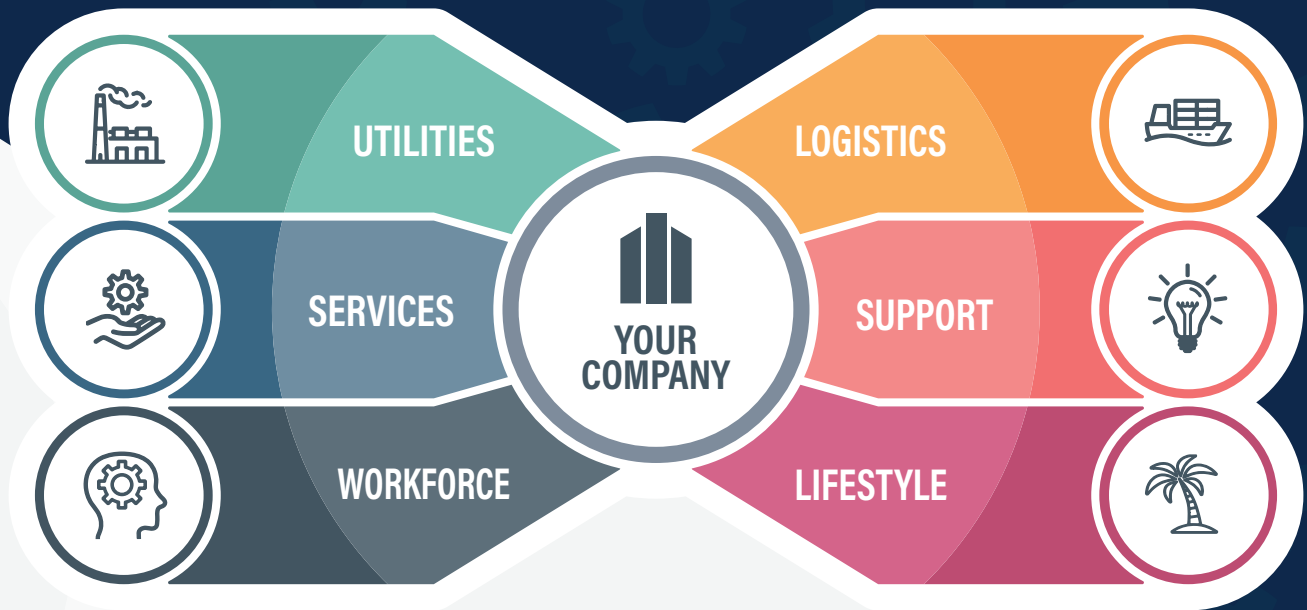 UTILITIES
LOGISTICS
SERVICES
SUPPORT
YOUR
COMPANY
WORKFORCE
LIFESTYLE